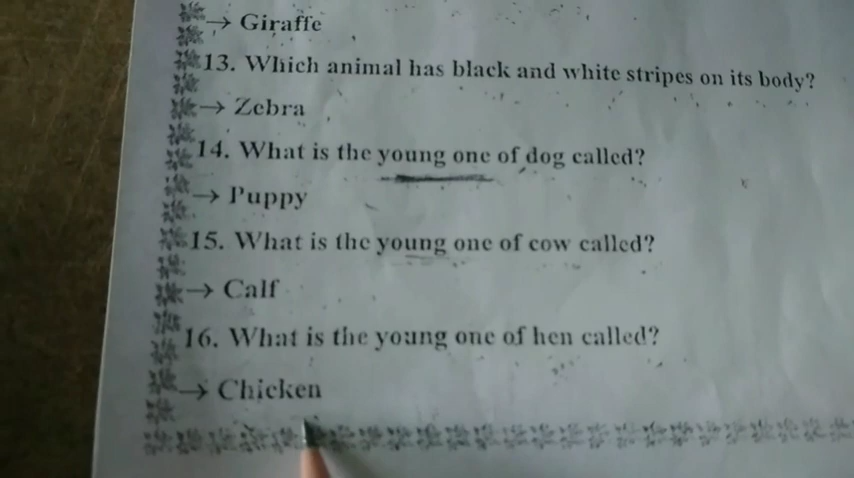 → Giraffe
13. Which animal has black and white stripes on its body?
→ Zebra
14. What is the young one of dog called?
→ Puppy
15. What is the young one of cow called?
→ Calf
16. What is the young one of hen called?
→ Chicken